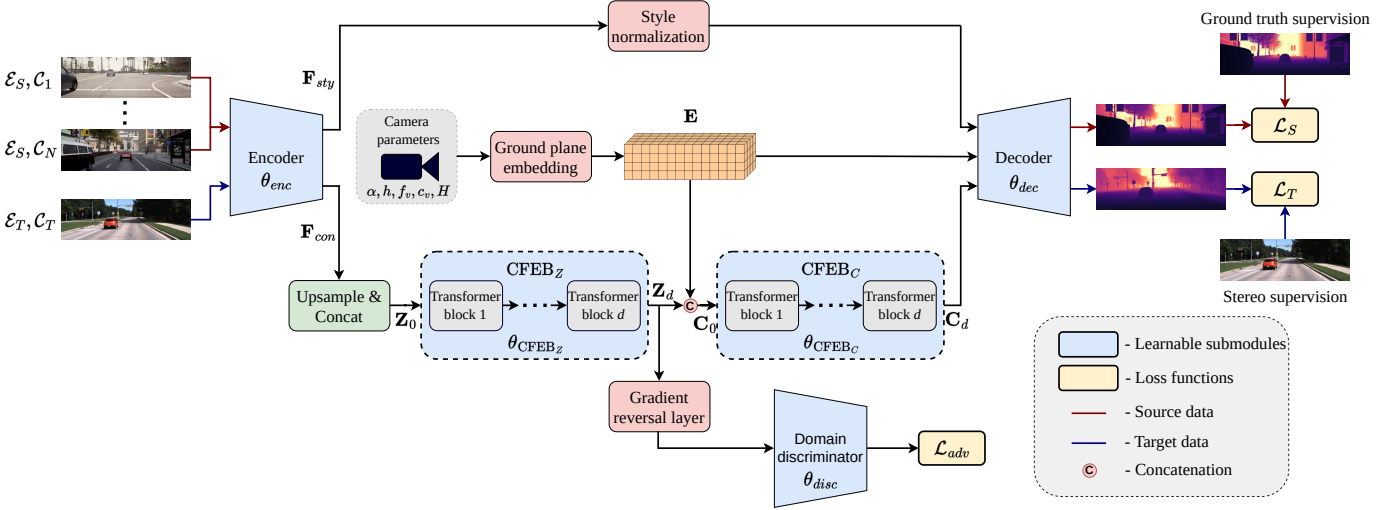 Ground truth supervision
Style
normalization
ℰ_S, 𝒞_1
F_sty
ℰ_S, 𝒞_N
ℰ_T, 𝒞_T
Encoder
θ_enc
Camera
parameters
α, h, f_v, c_v, H
Ground plane
embedding
E
Decoder
θ_dec
ℒ_S
ℒ_T
Stereo supervision
F_con
Upsample &
Concat
Z_0
CFEB_Z
Transformer
block 1
Transformer
block d
θ_CFEB_Z
Z_d
C
C_0
CFEB_C
Transformer
block 1
Transformer
block d
θ_CFEB_C
C_d
Gradient
reversal layer
Domain
discriminator
θ_disc
ℒ_adv
- Learnable submodules
- Loss functions
- Source data
- Target data
C - Concatenation